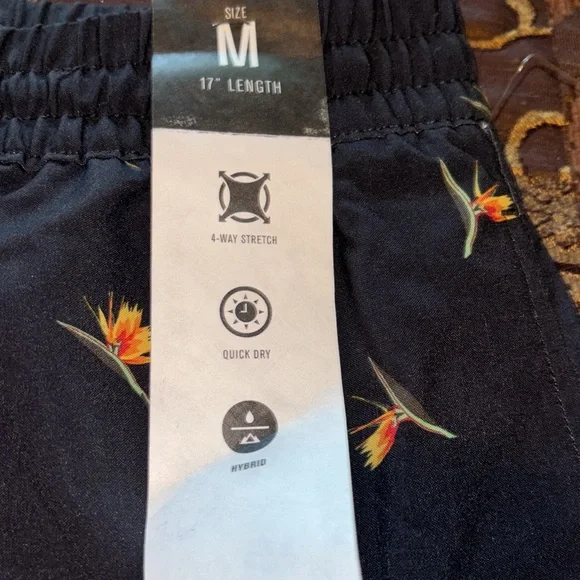 SIZE
M
17" LENGTH
4-WAY STRETCH
QUICK DRY
HYBRID